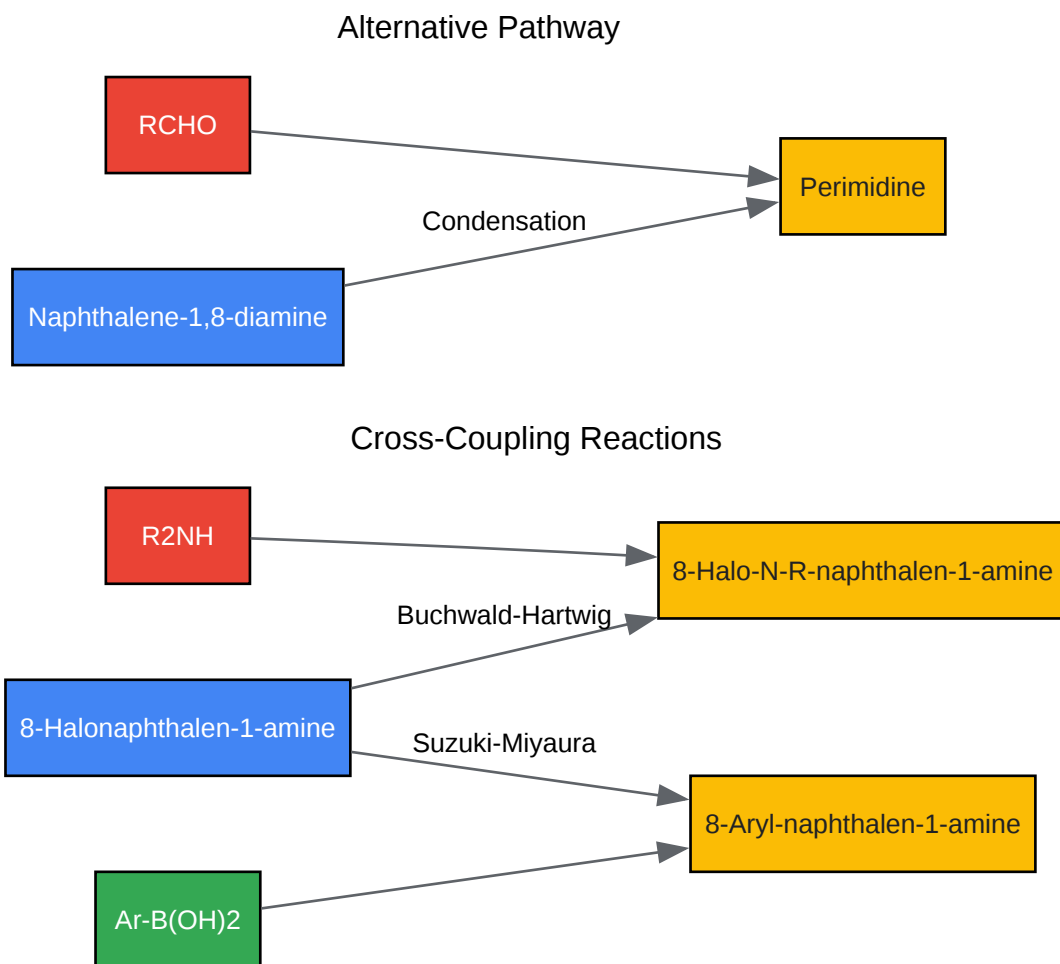 Alternative Pathway
RCHO
Perimidine
Condensation
Naphthalene-1,8-diamine
Cross-Coupling Reactions
R2NH
8-Halo-N-R-naphthalen-1-amine
Buchwald-Hartwig
8-Halonaphthalen-1-amine
Suzuki-Miyaura
8-Aryl-naphthalen-1-amine
Ar-B(OH)2